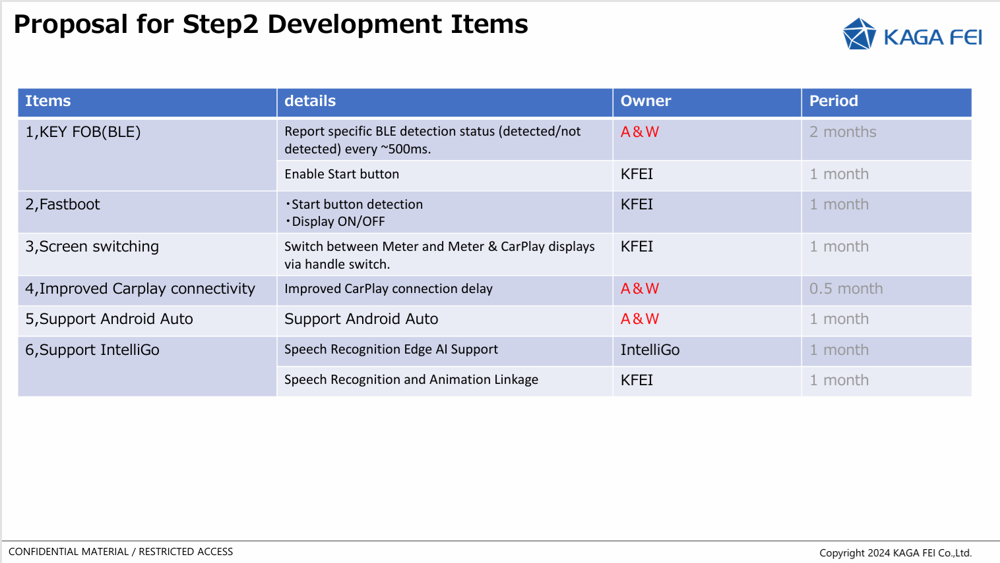 Proposal for Step2 Development Items
KAGA FEI
Items details Owner Period
1,KEY FOB(BLE) Report specific BLE detection status (detected/not A&W 2 months
detected) every ~500ms.
Enable Start button KFEI 1 month
2,Fastboot ・Start button detection KFEI 1 month
・Display ON/OFF
3,Screen switching Switch between Meter and Meter & CarPlay displays KFEI 1 month
via handle switch.
4,Improved Carplay connectivity Improved CarPlay connection delay A&W 0.5 month
5,Support Android Auto Support Android Auto A&W 1 month
6,Support IntelliGo Speech Recognition Edge AI Support IntelliGo 1 month
Speech Recognition and Animation Linkage KFEI 1 month
CONFIDENTIAL MATERIAL / RESTRICTED ACCESS
Copyright 2024 KAGA FEI Co.,Ltd.